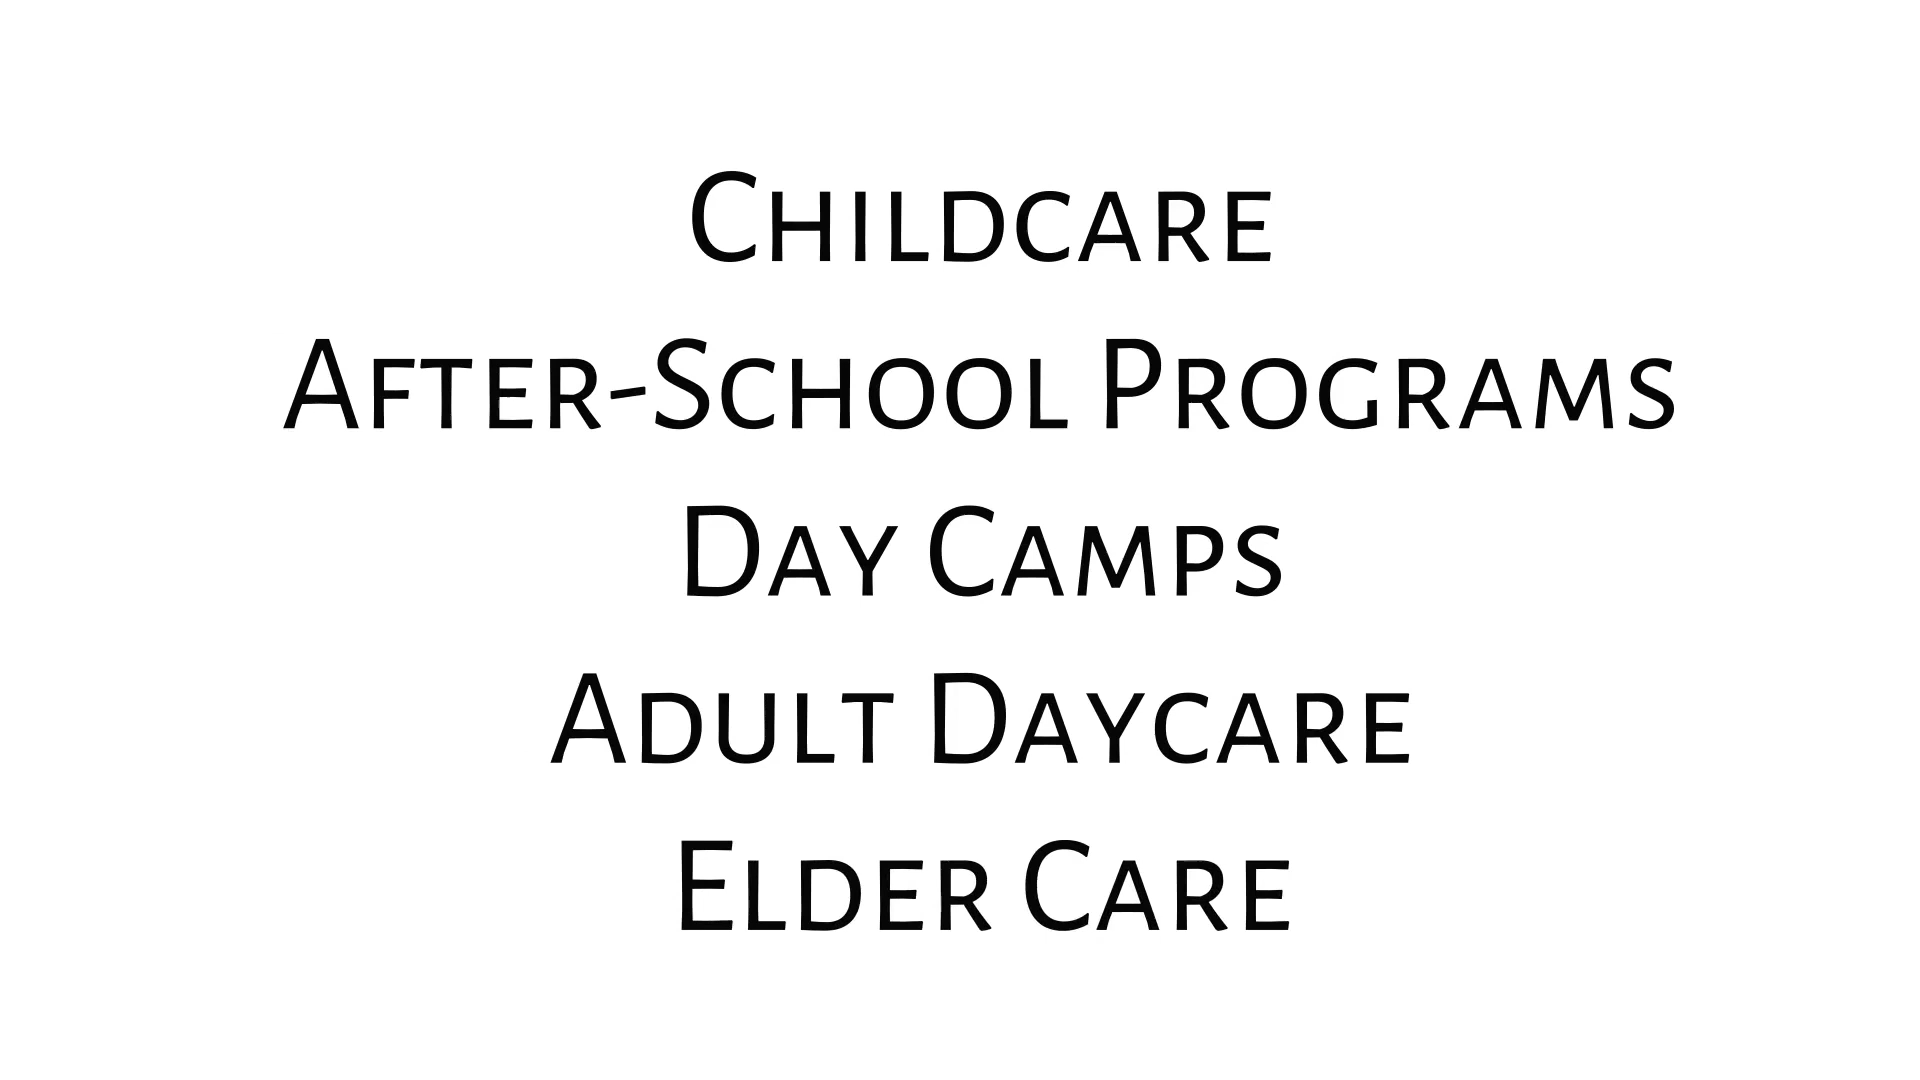 Childcare
After-School Programs
Day Camps
Adult Daycare
Elder Care